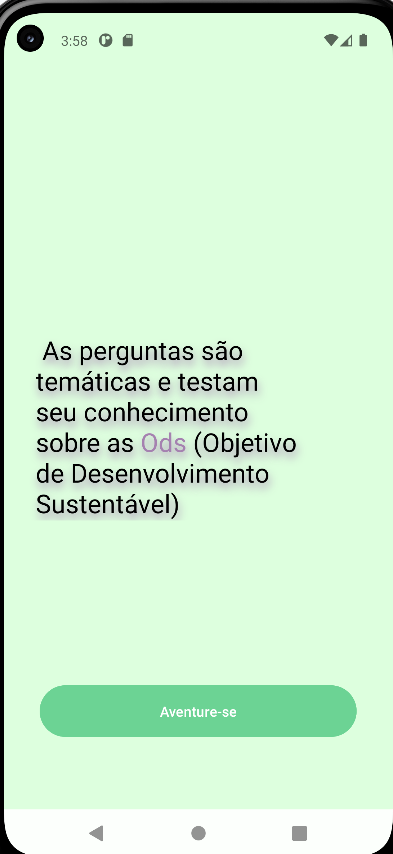 3:58
As perguntas são
temáticas e testam
seu conhecimento
sobre as Ods (Objetivo
de Desenvolvimento
Sustentável)
Aventure-se